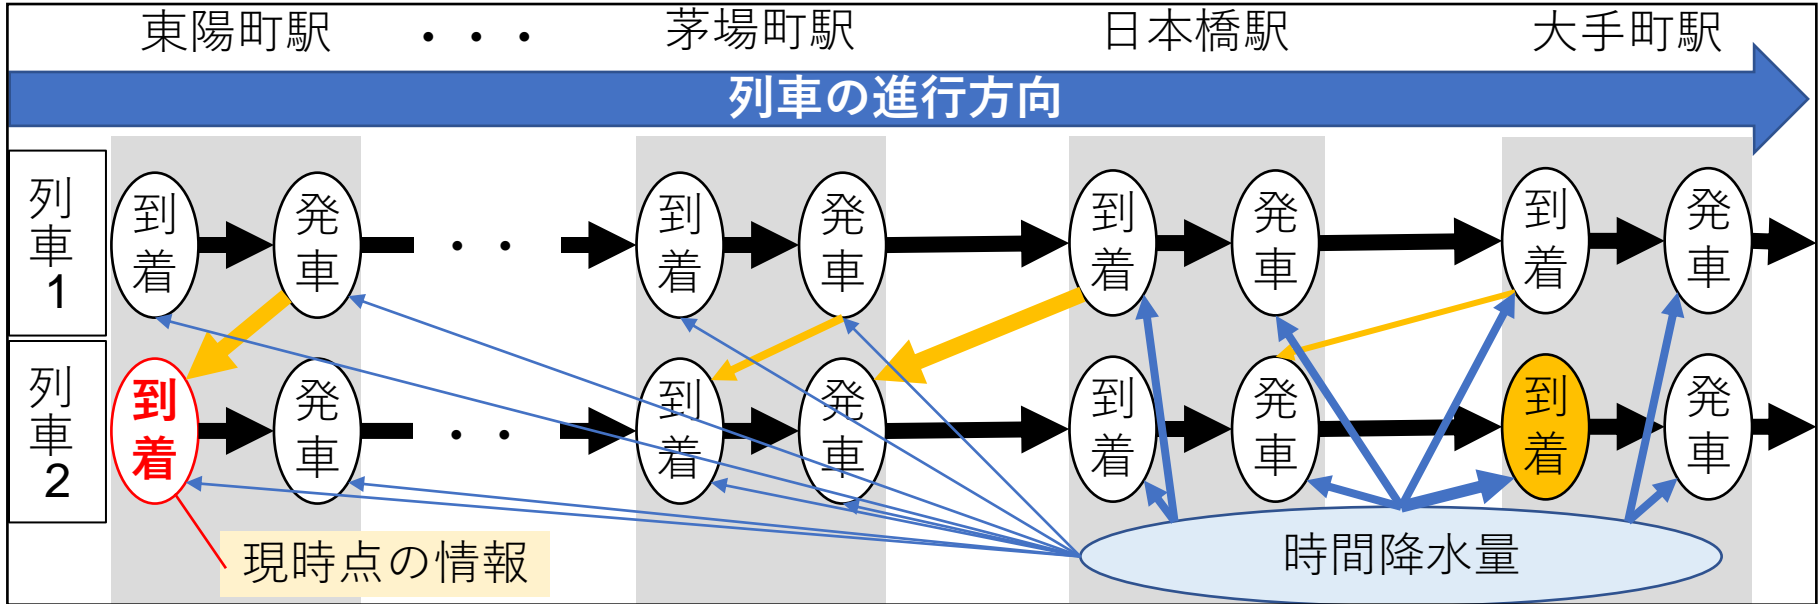 東陽町駅 ・・・ 茅場町駅 日本橋駅 大手町駅
列車の進行方向
列車1
到着 発車 ・・ 到着 発車 到着 発車 到着 発車
列車2
到着 発車 ・・ 到着 発車 到着 発車 到着 発車
現時点の情報
時間降水量